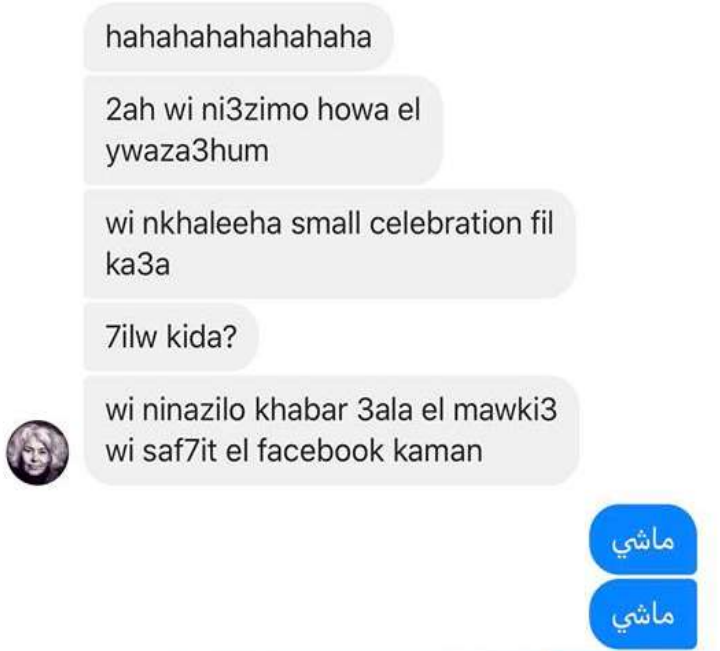 hahahahahahahaha
2ah wi ni3zimo howa el
ywaza3hum
wi nkhaleeha small celebration fil
ka3a
7ilw kida?
wi ninazilo khabar 3ala el mawki3
wi saf7it el facebook kaman
ماشي
ماشي